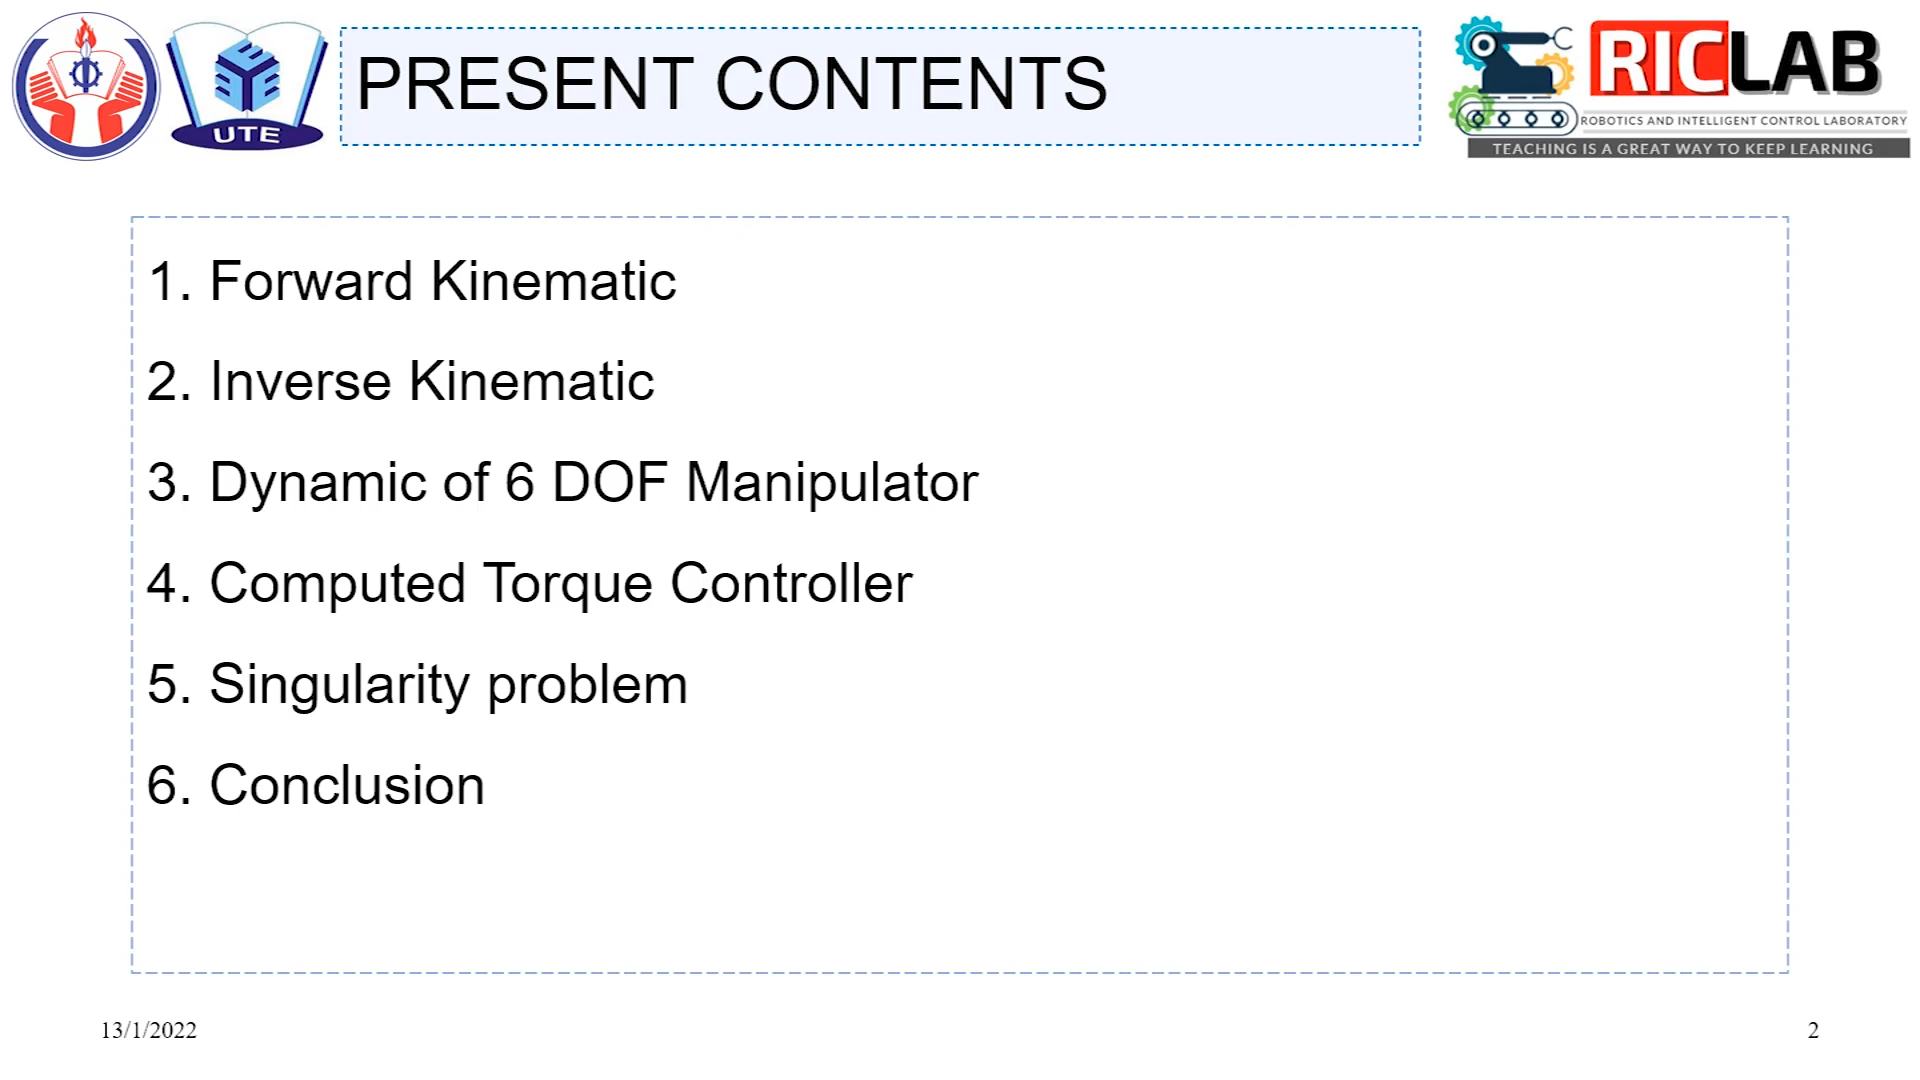 UTE
PRESENT CONTENTS
RICLAB
ROBOTICS AND INTELLIGENT CONTROL LABORATORY
TEACHING IS A GREAT WAY TO KEEP LEARNING
1. Forward Kinematic
2. Inverse Kinematic
3. Dynamic of 6 DOF Manipulator
4. Computed Torque Controller
5. Singularity problem
6. Conclusion
13/1/2022
2